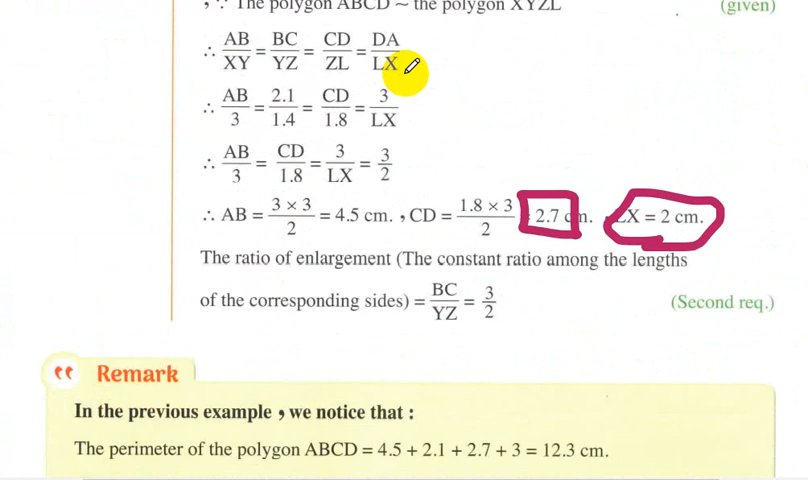 , ∵ The polygon ABCD ~ the polygon XYZL (given)
∴ AB/XY = BC/YZ = CD/ZL = DA/LX
∴ AB/3 = 2.1/1.4 = CD/1.8 = 3/LX
∴ AB/3 = CD/1.8 = 3/LX = 3/2
∴ AB = 3 × 3/2 = 4.5 cm. , CD = 1.8 × 3/2 = 2.7 cm. , LX = 2 cm.
The ratio of enlargement (The constant ratio among the lengths
of the corresponding sides) = BC/YZ = 3/2 (Second req.)
Remark
In the previous example , we notice that :
The perimeter of the polygon ABCD = 4.5 + 2.1 + 2.7 + 3 = 12.3 cm.